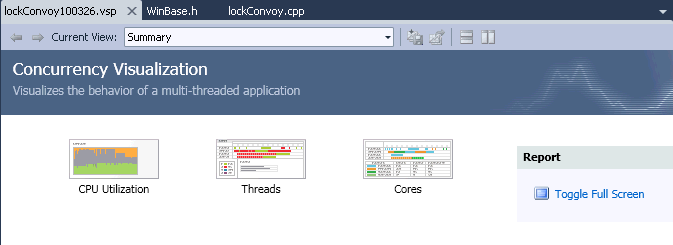 lockConvoy100326.vsp WinBase.h lockConvoy.cpp
Current View: Summary
Concurrency Visualization
Visualizes the behavior of a multi-threaded application
CPU Utilization Threads Cores
Report
Toggle Full Screen